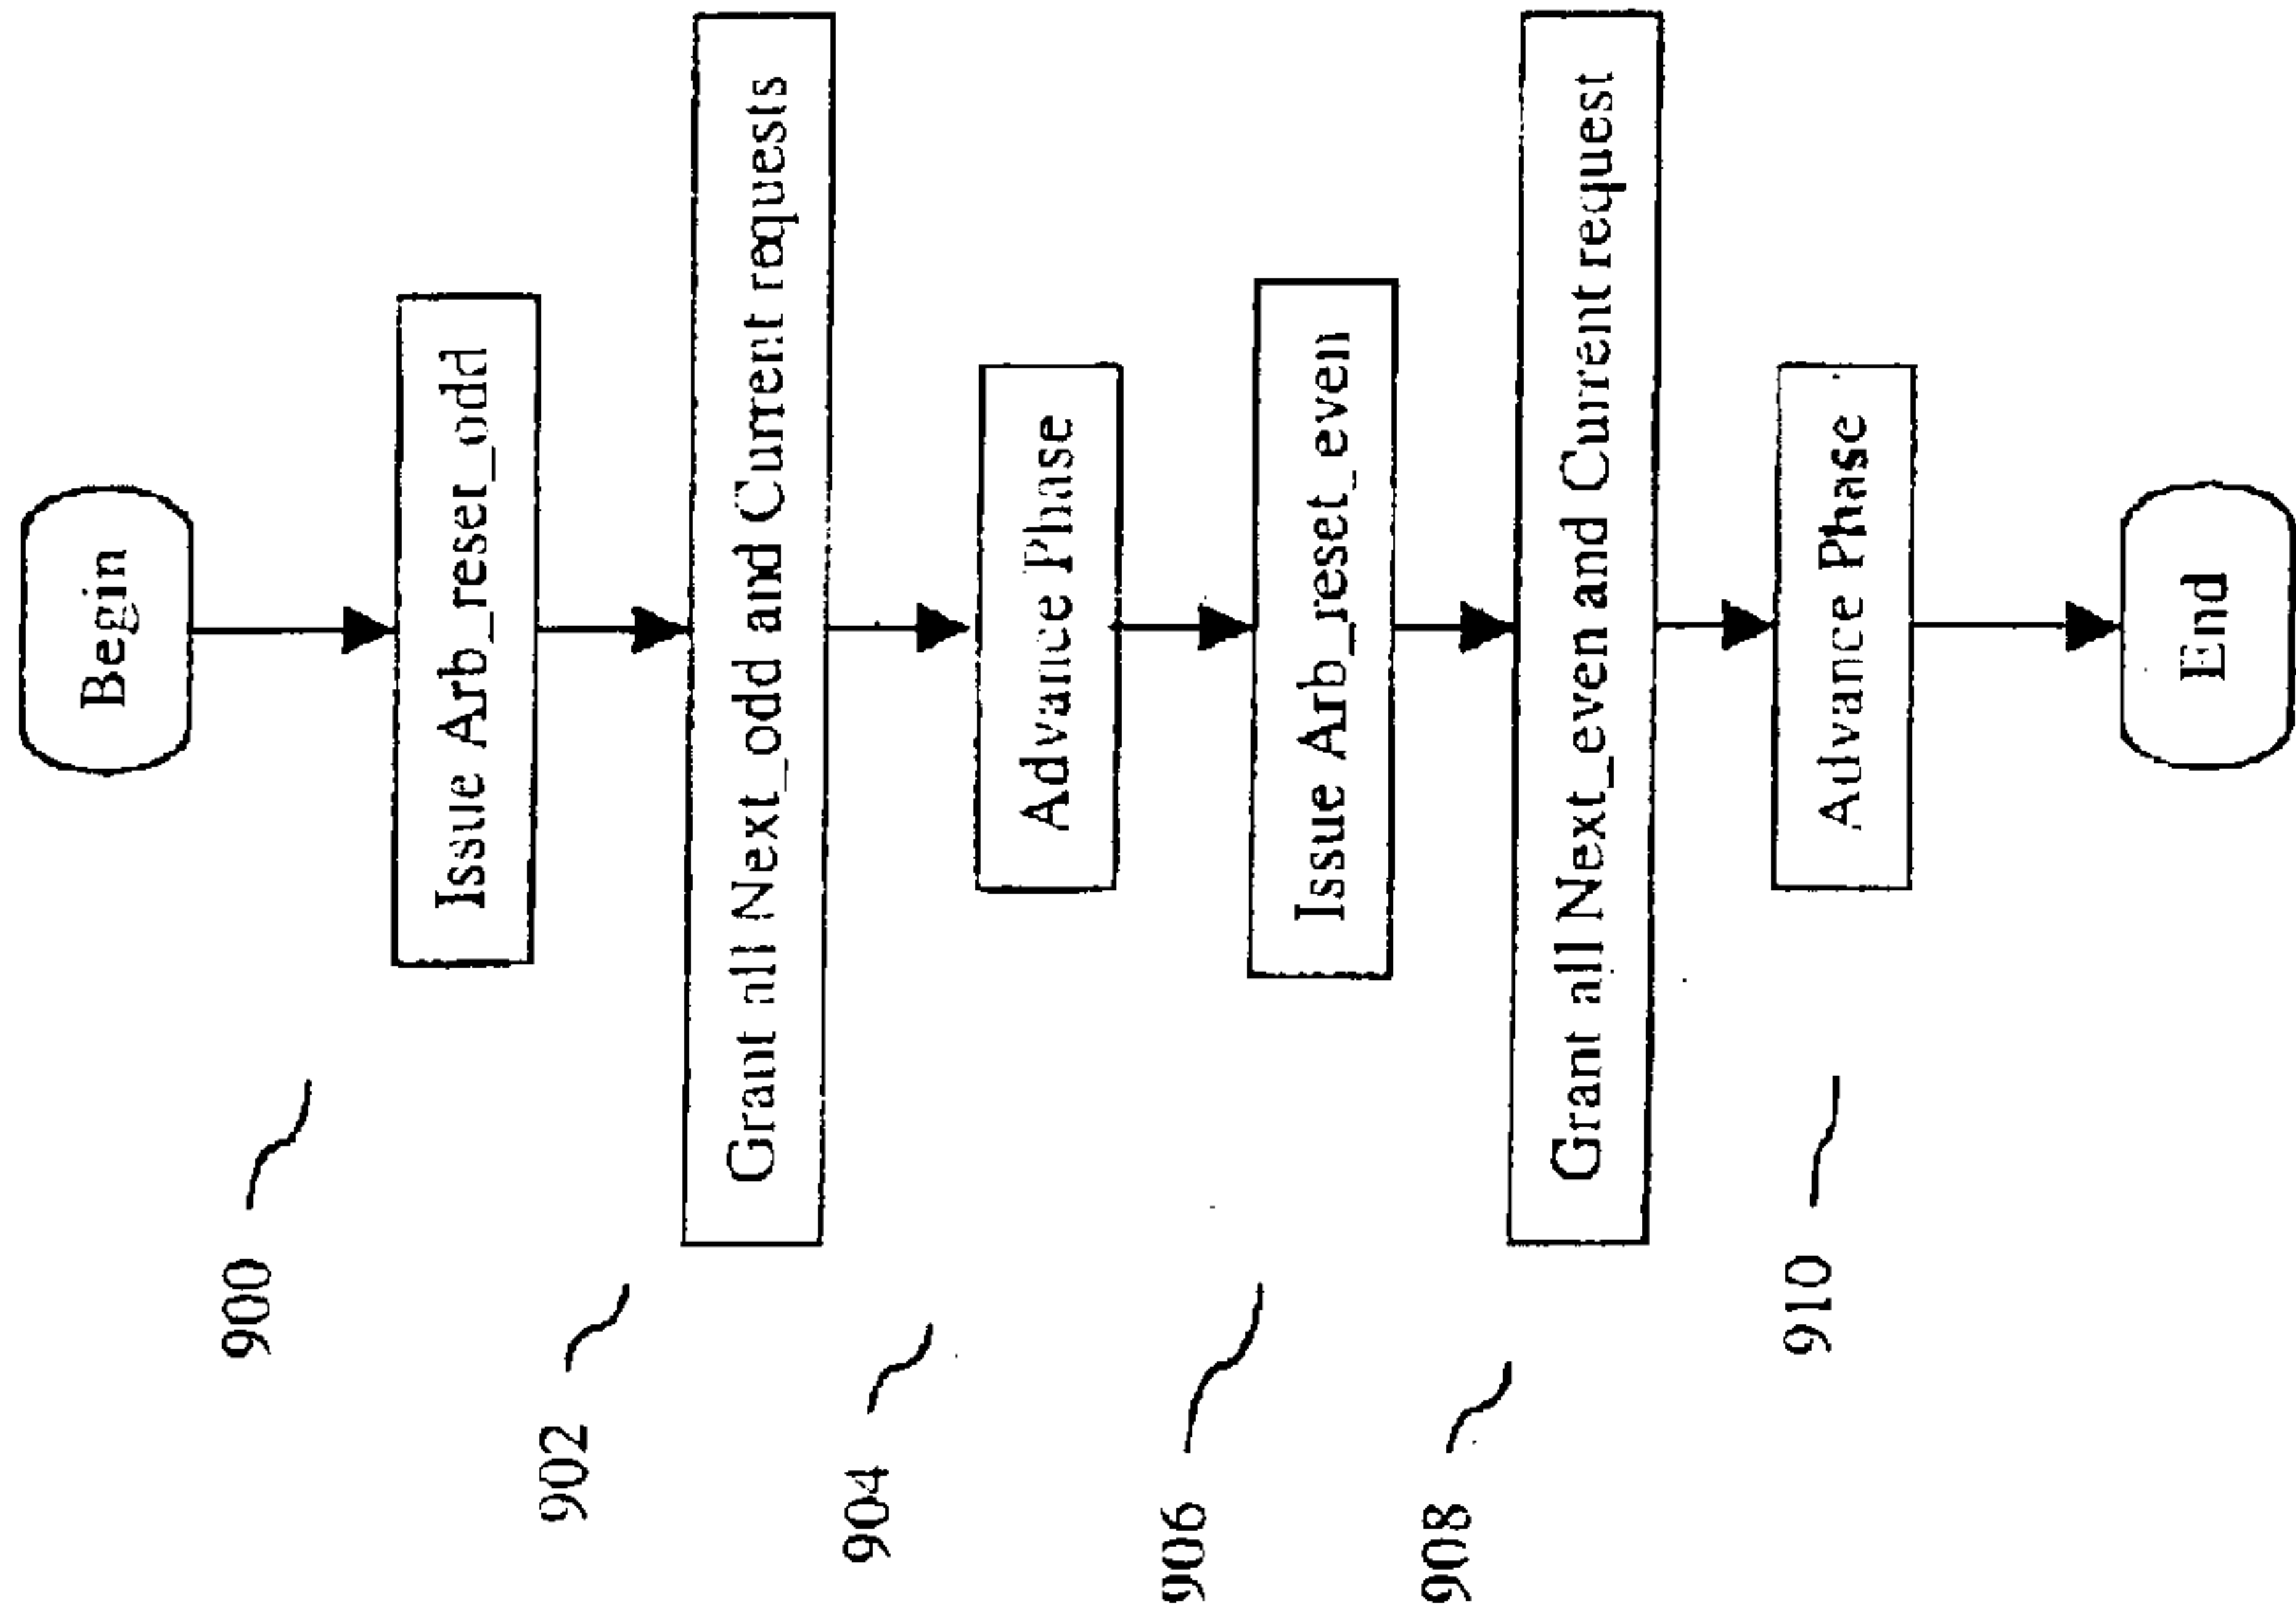 Begin
900
Issue Arb_reset_odd
902
Grant all Next_odd and Current requests
904
Advance Phase
906
Issue Arb_reset_even
908
Grant all Next_even and Current request
910
Advance Phase
End